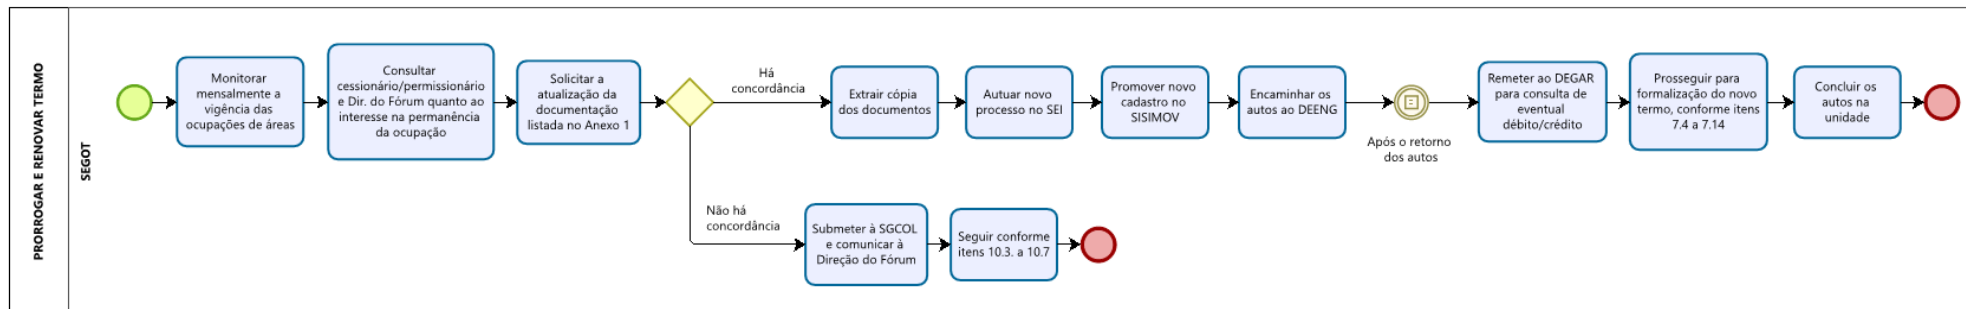 PRORROGAR E RENOVAR TERMO
SEGOT
Monitorar
mensalmente a
vigência das
ocupações de áreas
Consultar
cessionário/permissionário
e Dir. do Fórum quanto ao
interesse na permanência
da ocupação
Solicitar a
atualização da
documentação
listada no Anexo 1
Há
concordância
Extrair cópia
dos documentos
Autuar novo
processo no SEI
Promover novo
cadastro no
SISIMOV
Encaminhar os
autos ao DEENG
Após o retorno
dos autos
Remeter ao DEGAR
para consulta de
eventual
débito/crédito
Prosseguir para
formalização do novo
termo, conforme itens
7.4 a 7.14
Concluir os
autos na
unidade
Não há
concordância
Submeter à SGCOL
e comunicar à
Direção do Fórum
Seguir conforme
itens 10.3. a 10.7